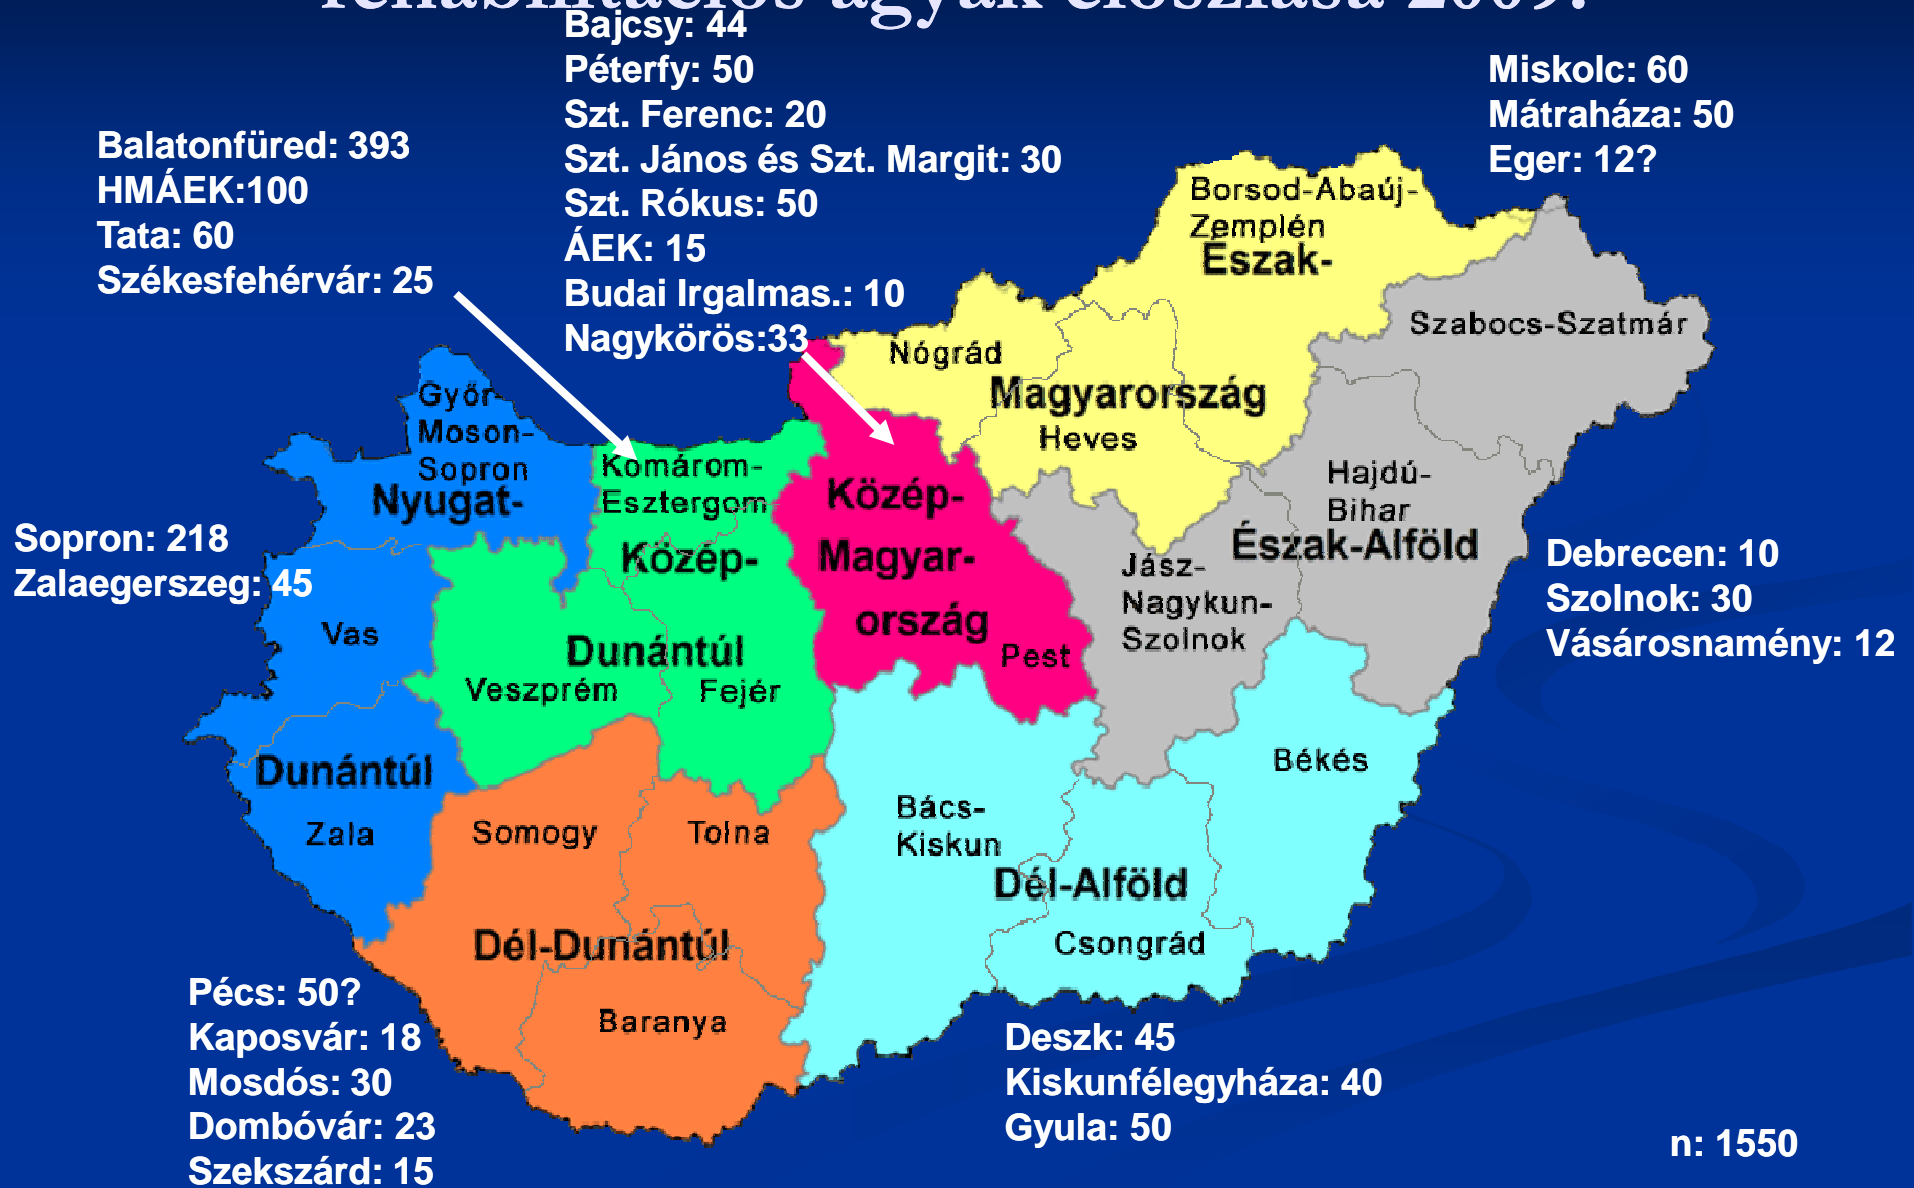 rehabilitációs ágyak eloszlása 2009.
Bajcsy: 44
Péterfy: 50
Szt. Ferenc: 20
Szt. János és Szt. Margit: 30
Szt. Rókus: 50
ÁEK: 15
Budai Irgalmas.: 10
Nagykörös:33
Miskolc: 60
Mátraháza: 50
Eger: 12?
Balatonfüred: 393
HMÁEK:100
Tata: 60
Székesfehérvár: 25
Borsod-Abaúj-
Zemplén
Észak-
Magyarország
Nógrád
Heves
Szabocs-Szatmár
Hajdú-
Bihar
Észak-Alföld
Jász-
Nagykun-
Szolnok
Győr-
Moson-
Sopron
Nyugat-
Dunántúl
Vas
Zala
Komárom-
Esztergom
Közép-
Dunántúl
Veszprém
Fejér
Közép-
Magyar-
ország
Pest
Sopron: 218
Zalaegerszeg: 45
Debrecen: 10
Szolnok: 30
Vásárosnamény: 12
Somogy
Tolna
Dél-Dunántúl
Baranya
Bács-
Kiskun
Békés
Dél-Alföld
Csongrád
Pécs: 50?
Kaposvár: 18
Mosdós: 30
Dombóvár: 23
Szekszárd: 15
Deszk: 45
Kiskunfélegyháza: 40
Gyula: 50
n: 1550